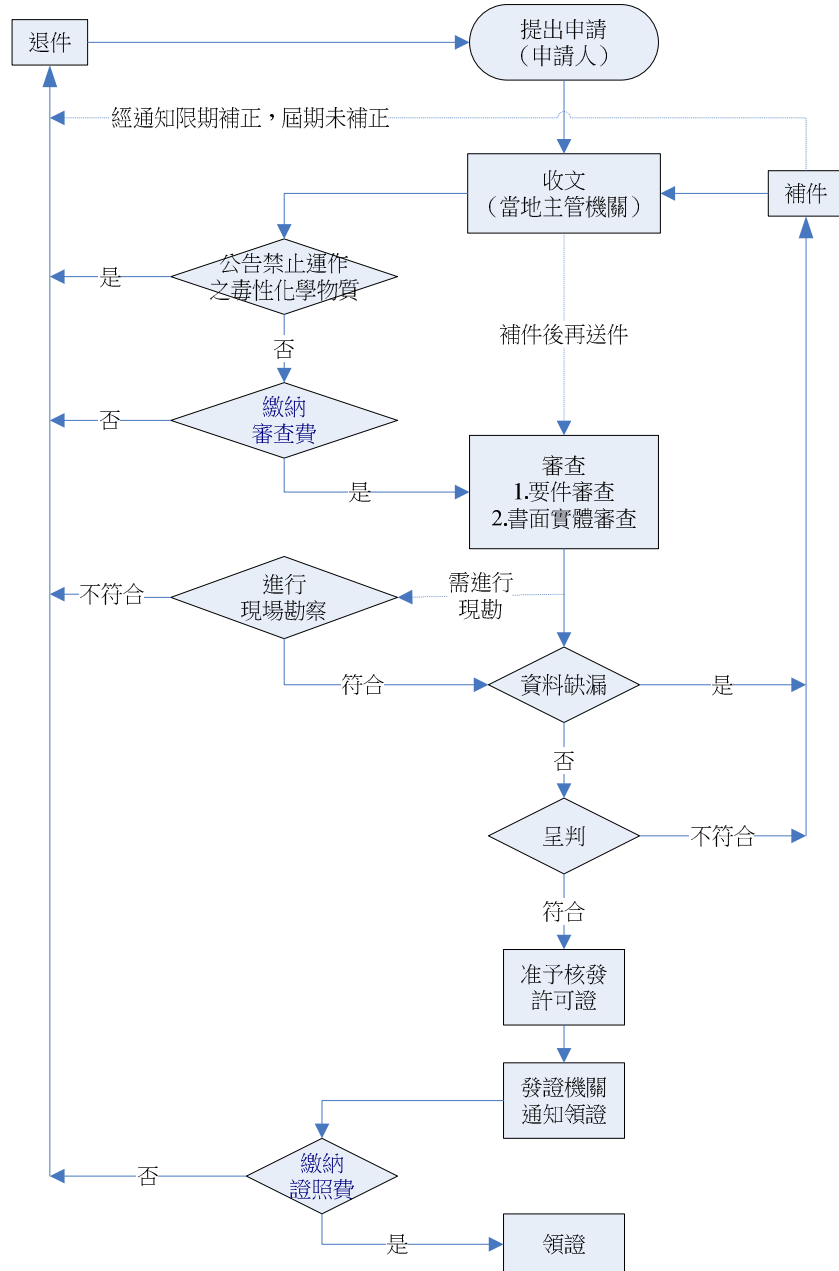 提出申請
（申請人）
退件
經通知限期補正，屆期未補正
收文
（當地主管機關）
補件
公告禁止運作
之毒性化學物質
是
否
補件後再送件
繳納
審查費
否
是
審查
1.要件審查
2.書面實體審查
進行
現場勘察
不符合
需進行
現勘
符合
資料缺漏
是
否
呈判
不符合
符合
准予核發
許可證
發證機關
通知領證
繳納
證照費
否
是
領證